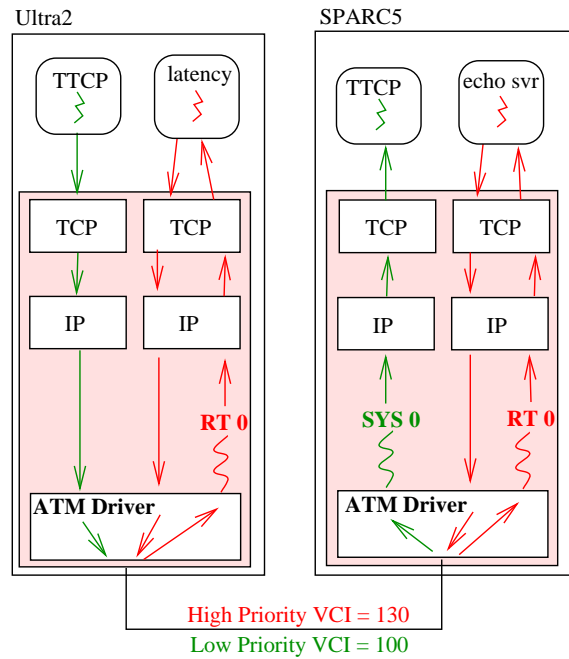 Ultra2
SPARC5
TTCP
latency
TTCP
echo svr
TCP
TCP
TCP
TCP
IP
IP
IP
IP
RT 0
SYS 0
RT 0
ATM Driver
ATM Driver
High Priority VCI = 130
Low Priority VCI = 100